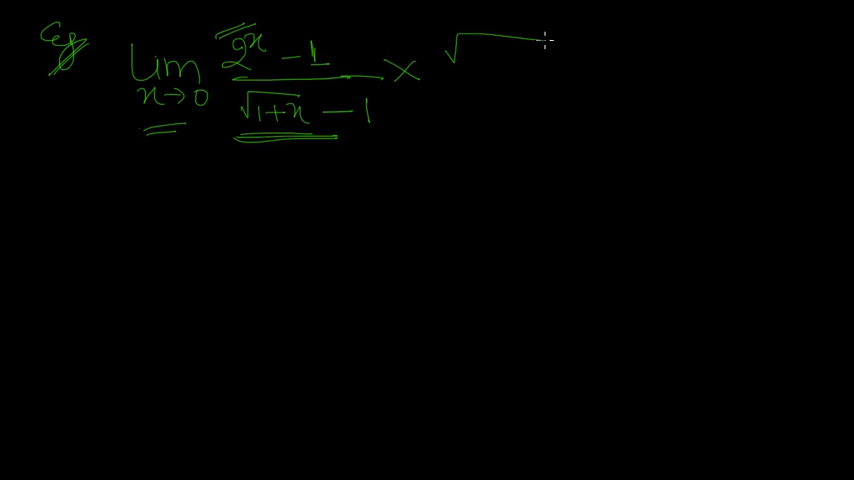 Eg lim x→0 (2^x - 1)/(√(1+x) - 1) × √